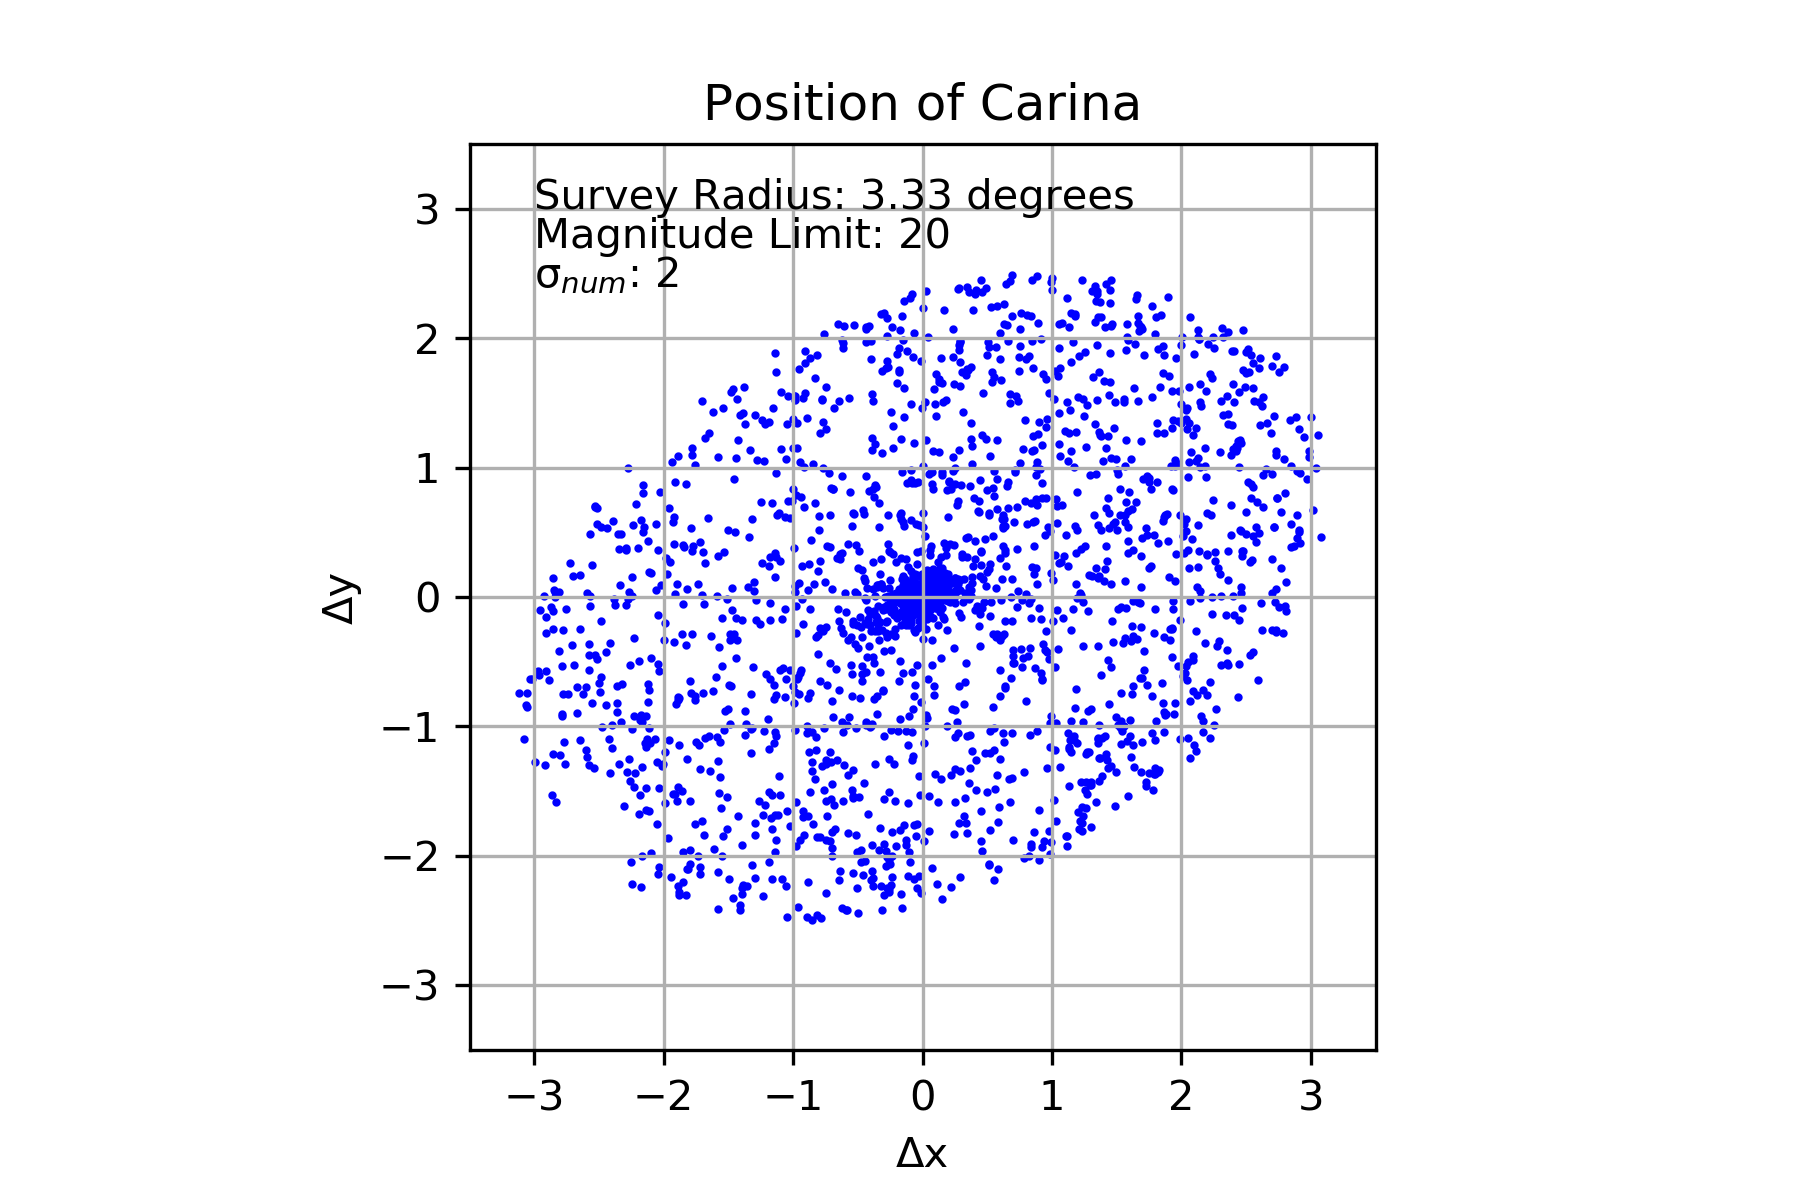 Position of Carina
Survey Radius: 3.33 degrees
Magnitude Limit: 20
σnum: 2
3
2
1
0
−1
−2
−3
Δy
−3 −2 −1 0 1 2 3
Δx